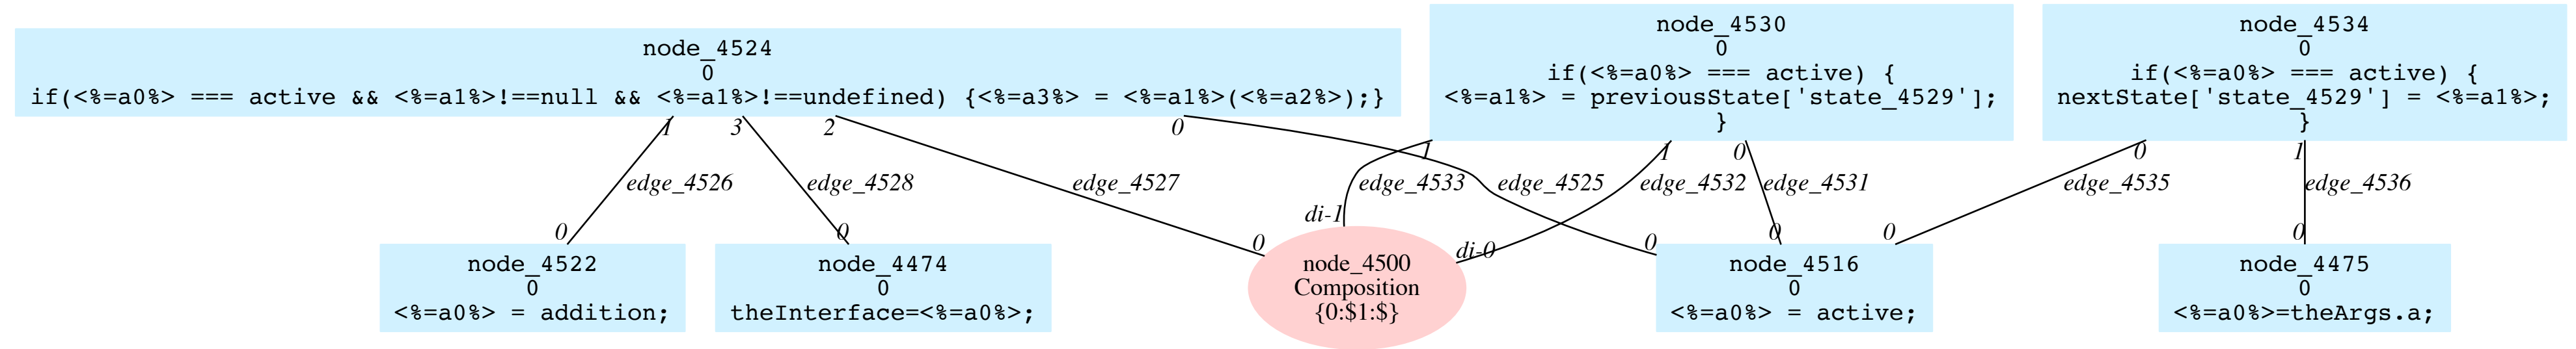 node_4524
0
if(<%=a0%> === active && <%=a1%>!==null && <%=a1%>!==undefined) {<%=a3%> = <%=a1%>(<%=a2%>);}
node_4530
0
if(<%=a0%> === active) {
<%=a1%> = previousState['state_4529'];
}
node_4534
0
if(<%=a0%> === active) {
nextState['state_4529'] = <%=a1%>;
}
1
3
2
0
1
1
0
0
1
edge_4526
edge_4528
edge_4527
edge_4533
edge_4525
edge_4532
edge_4531
edge_4535
edge_4536
0
0
0
di-1
di-0
0
0
0
0
node_4522
0
<%=a0%> = addition;
node_4474
0
theInterface=<%=a0%>;
node_4500
Composition
{0:$1:$}
node_4516
0
<%=a0%> = active;
node_4475
0
<%=a0%>=theArgs.a;